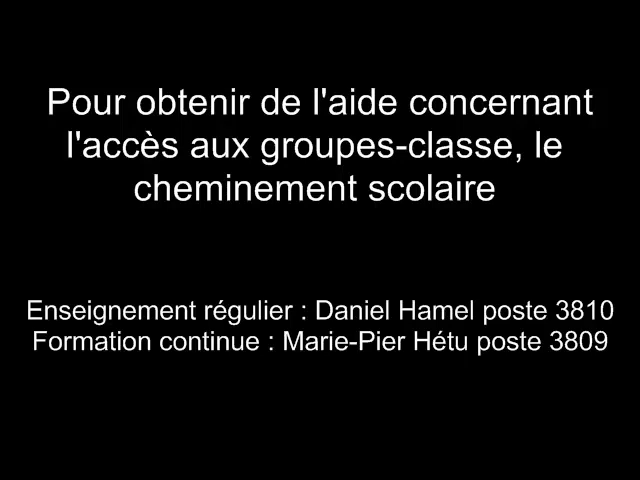 Pour obtenir de l'aide concernant
l'accès aux groupes-classe, le
cheminement scolaire
Enseignement régulier : Daniel Hamel poste 3810
Formation continue : Marie-Pier Hétu poste 3809